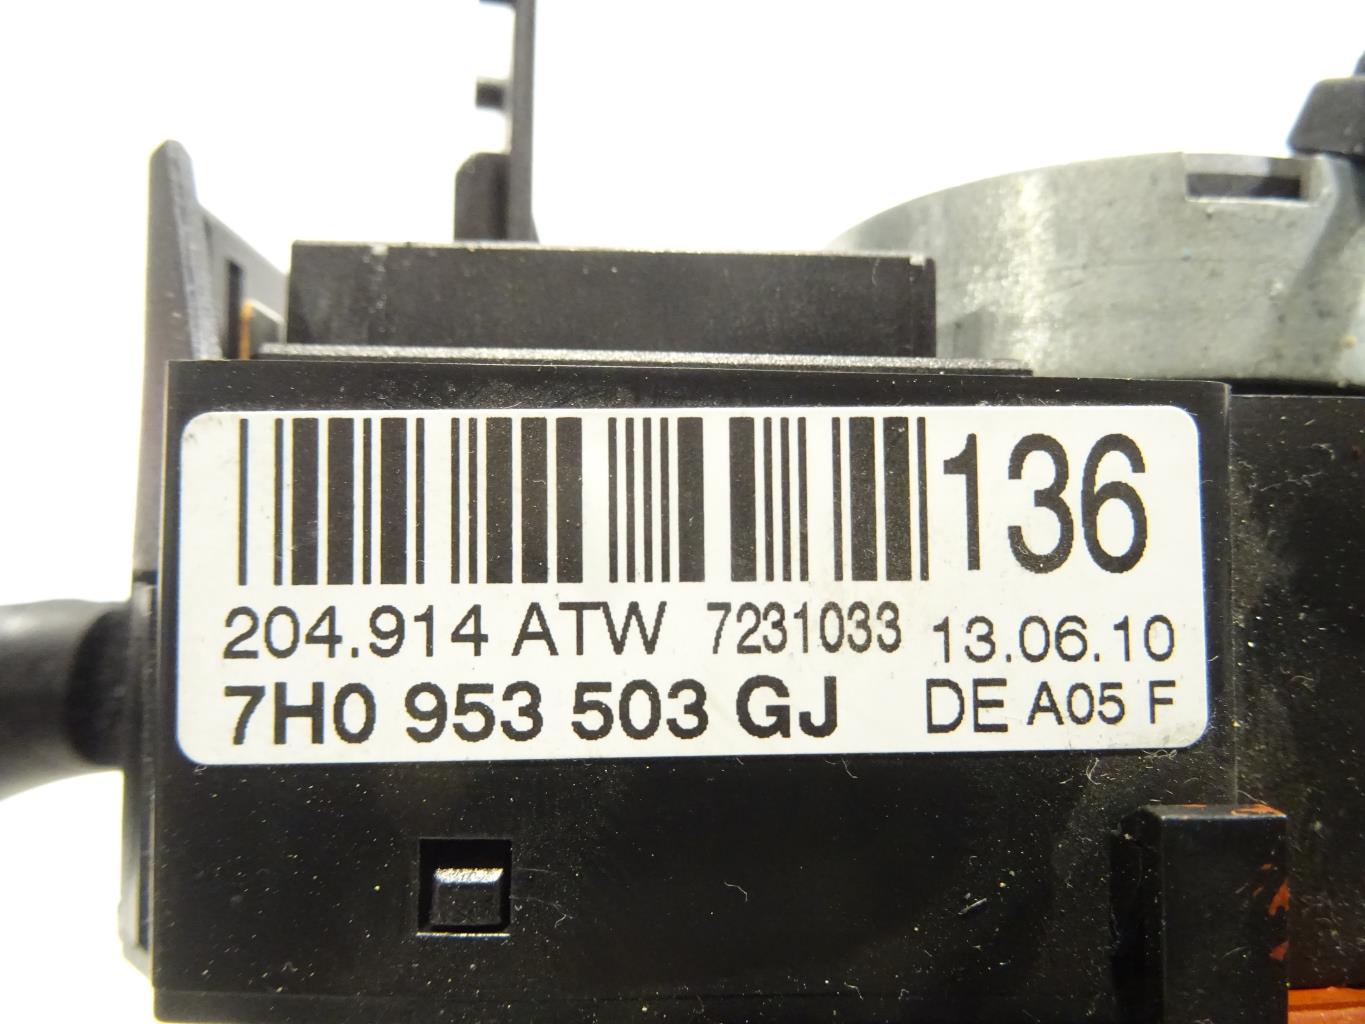 136
204.914 ATW 7231033 13.06.10
7H0 953 503 GJ DE A05 F